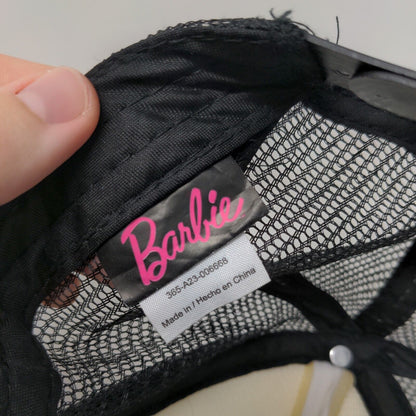 Barbie
365-A23-006668
Made in / Hecho en China